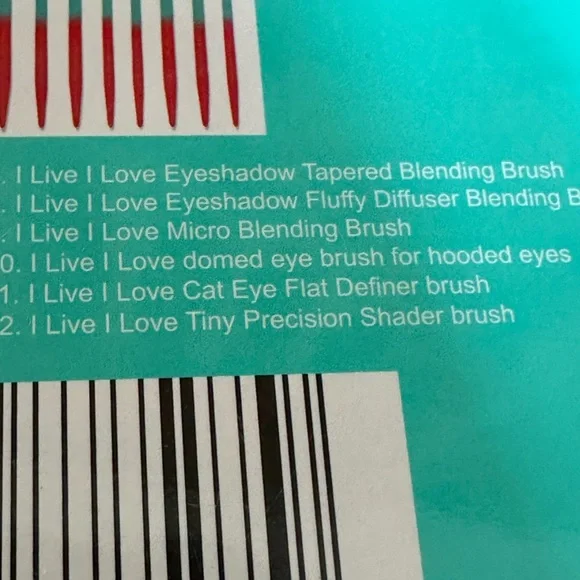 . I Live I Love Eyeshadow Tapered Blending Brush
. I Live I Love Eyeshadow Fluffy Diffuser Blending B
. I Live I Love Micro Blending Brush
0. I Live I Love domed eye brush for hooded eyes
1. I Live I Love Cat Eye Flat Definer brush
2. I Live I Love Tiny Precision Shader brush